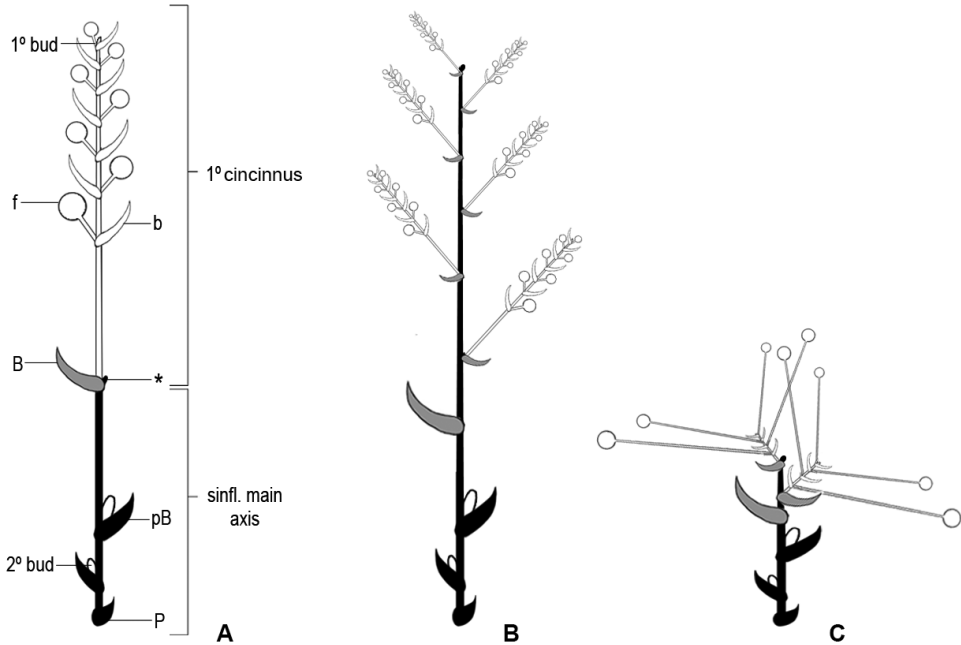 1º bud
1º cincinnus
f
b
B
*
sinfl. main
axis
pB
2º bud
P
A
B
C